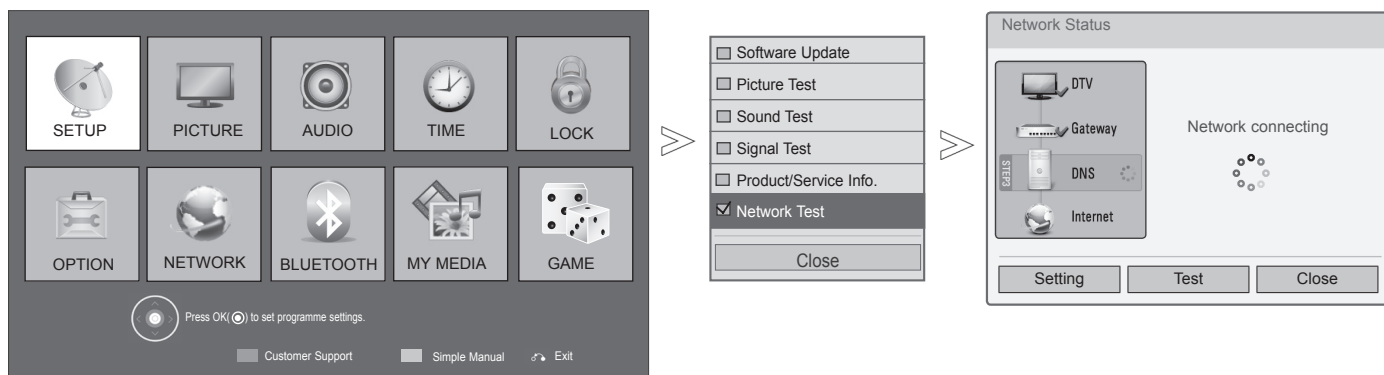 SETUP
PICTURE
AUDIO
TIME
LOCK
OPTION
NETWORK
BLUETOOTH
MY MEDIA
GAME
Press OK( ) to set programme settings.
Customer Support
Simple Manual
Exit
Software Update
Picture Test
Sound Test
Signal Test
Product/Service Info.
Network Test
Close
Network Status
DTV
Gateway
STEP3
DNS
Internet
Network connecting
Setting
Test
Close